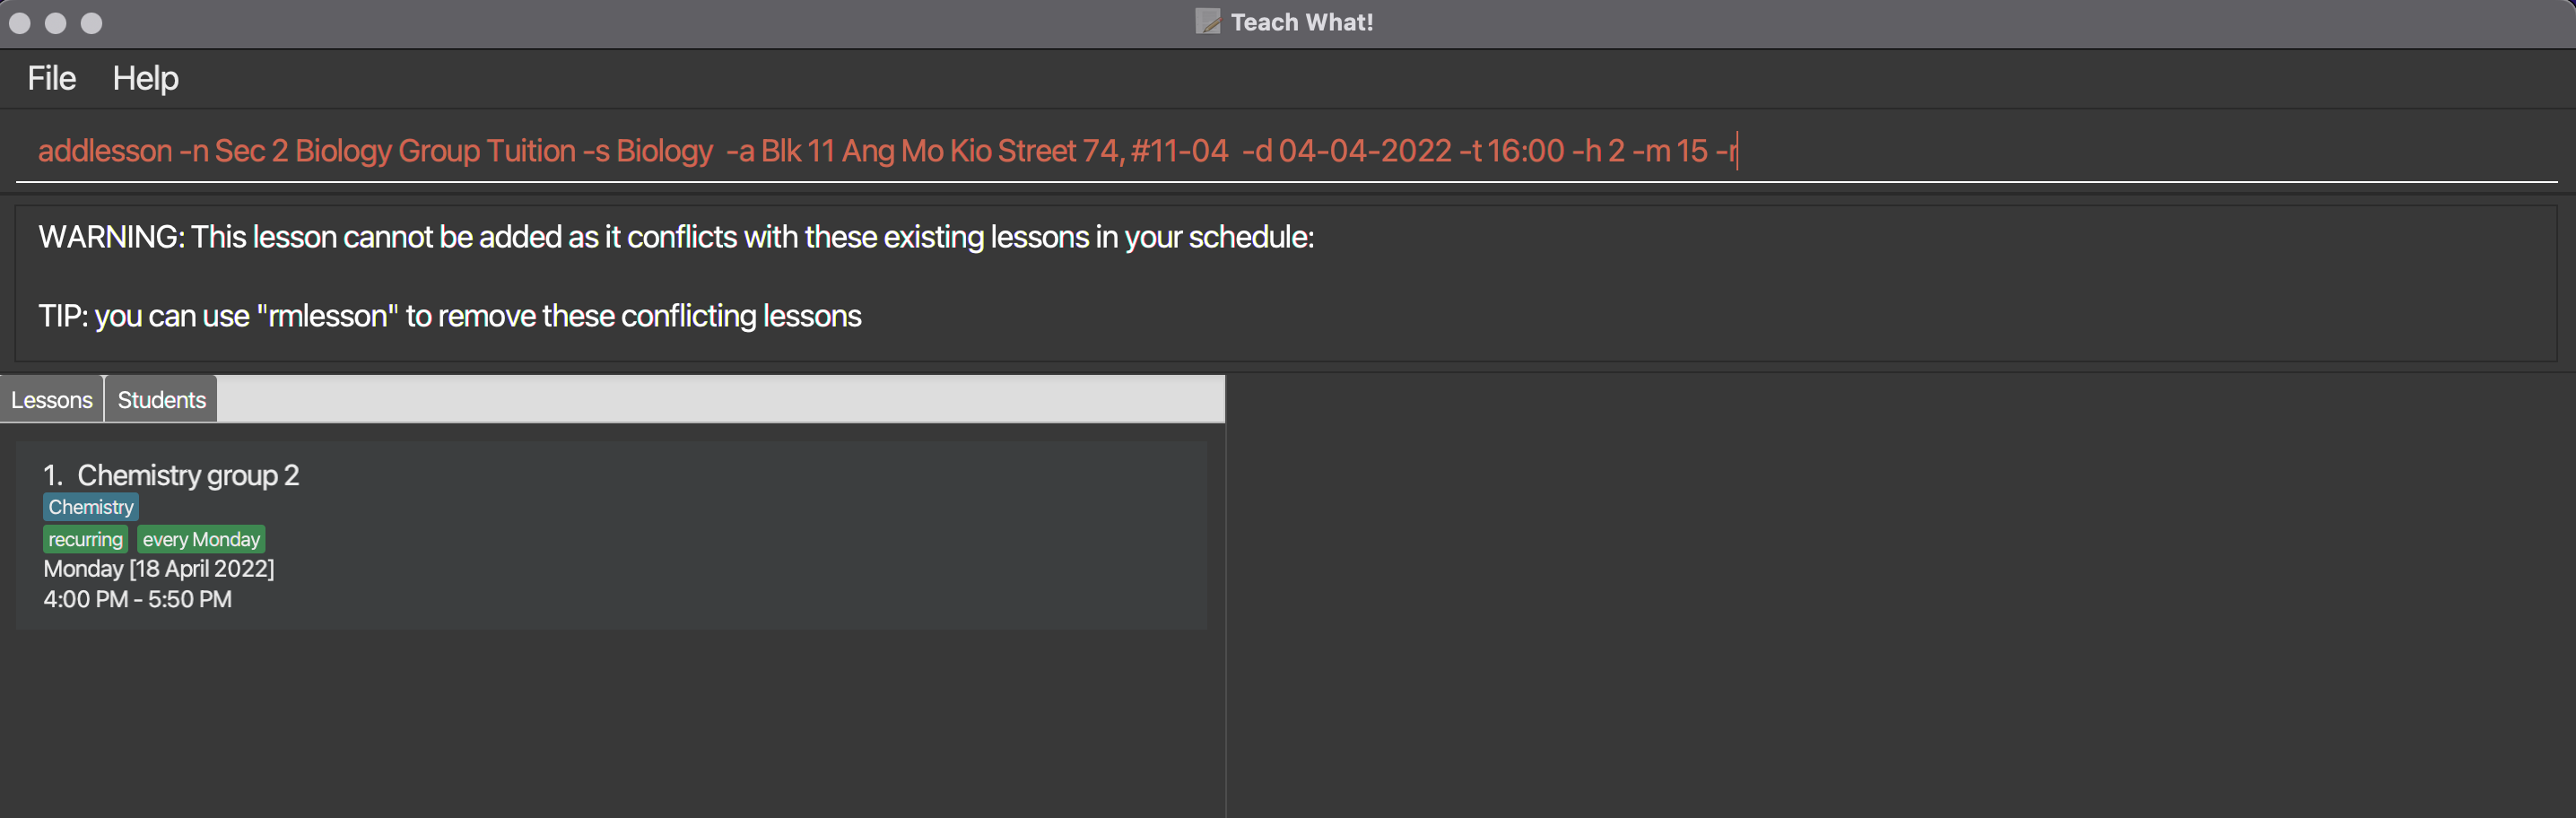 Teach What!
File Help
addlesson -n Sec 2 Biology Group Tuition -s Biology  -a Blk 11 Ang Mo Kio Street 74, #11-04  -d 04-04-2022 -t 16:00 -h 2 -m 15 -r
WARNING: This lesson cannot be added as it conflicts with these existing lessons in your schedule:
TIP: you can use "rmlesson" to remove these conflicting lessons
Lessons Students
1. Chemistry group 2
Chemistry
recurring every Monday
Monday [18 April 2022]
4:00 PM - 5:50 PM